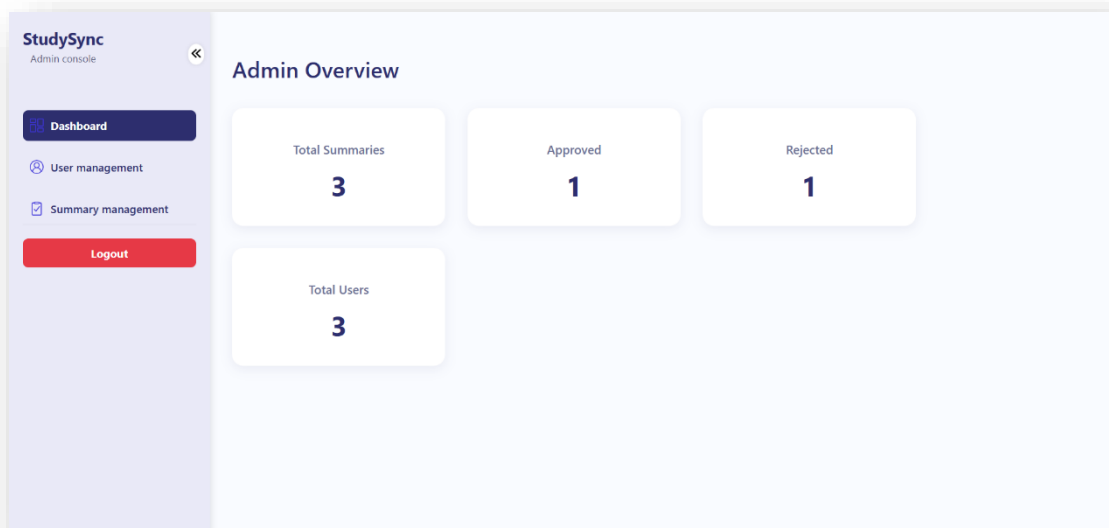 StudySync
Admin console
Dashboard
User management
Summary management
Logout
Admin Overview
Total Summaries
3
Approved
1
Rejected
1
Total Users
3